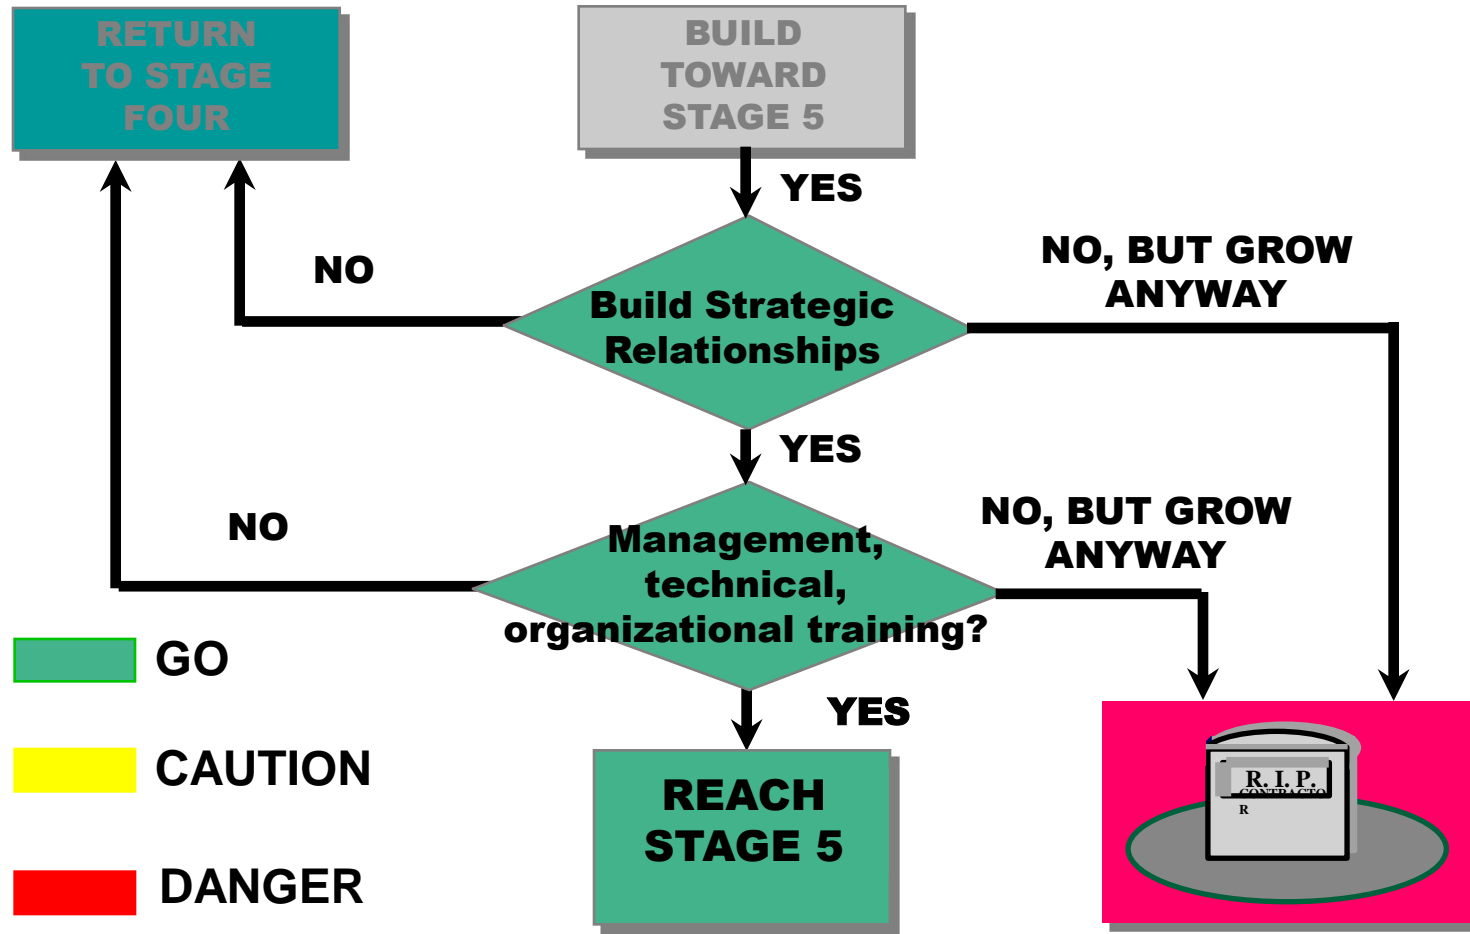 RETURN
TO STAGE
FOUR
BUILD
TOWARD
STAGE 5
YES
NO
NO, BUT GROW
ANYWAY
Build Strategic
Relationships
YES
NO
NO, BUT GROW
ANYWAY
Management,
technical,
organizational training?
GO
YES
CAUTION
REACH
STAGE 5
R. I. P.
CONTRACTO
R
DANGER